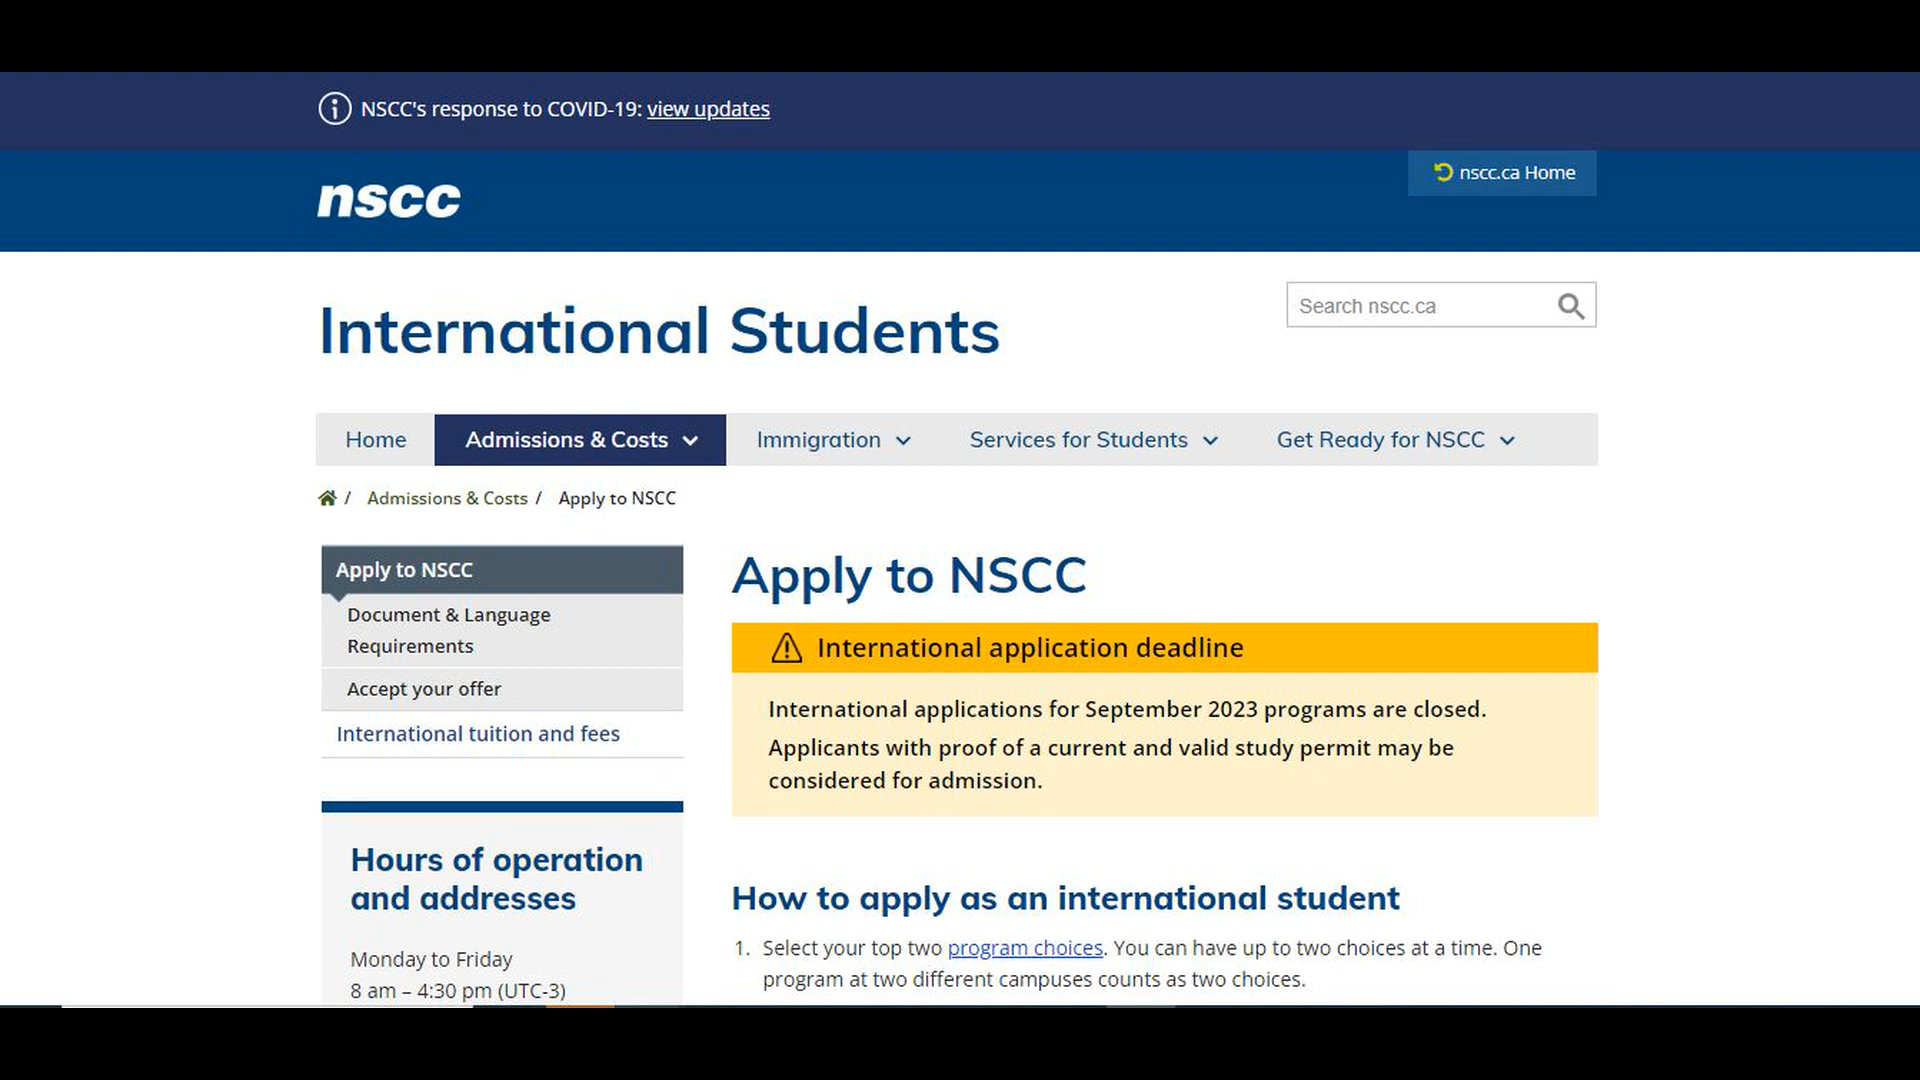 NSCC's response to COVID-19: view updates
nscc.ca Home
nscc
International Students
Search nscc.ca
Home Admissions & Costs Immigration Services for Students Get Ready for NSCC
/ Admissions & Costs / Apply to NSCC
Apply to NSCC
Document & Language
Requirements
Accept your offer
International tuition and fees
Hours of operation
and addresses
Monday to Friday
8 am – 4:30 pm (UTC-3)
Apply to NSCC
International application deadline
International applications for September 2023 programs are closed.
Applicants with proof of a current and valid study permit may be
considered for admission.
How to apply as an international student
1. Select your top two program choices. You can have up to two choices at a time. One
program at two different campuses counts as two choices.